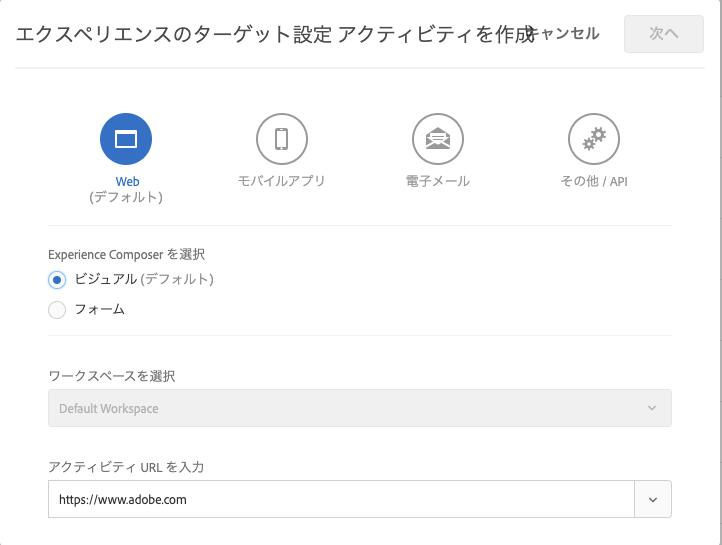 エクスペリエンスのターゲット設定 アクティビティを作成
キャンセル
次へ
Web
(デフォルト)
モバイルアプリ
電子メール
その他 / API
Experience Composer を選択
ビジュアル (デフォルト)
フォーム
ワークスペースを選択
Default Workspace
アクティビティ URL を入力
https://www.adobe.com